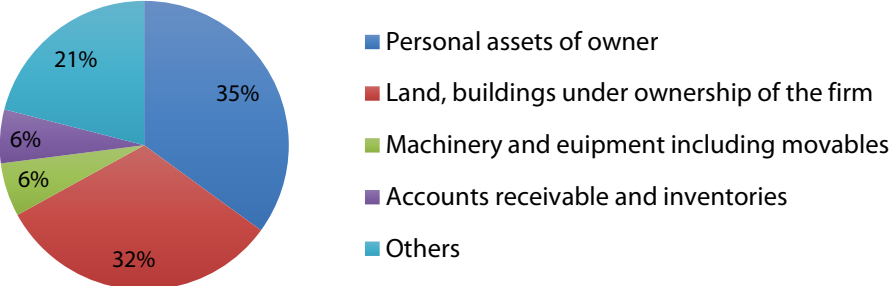 21%
35%
6%
6%
32%
Personal assets of owner
Land, buildings under ownership of the firm
Machinery and euipment including movables
Accounts receivable and inventories
Others